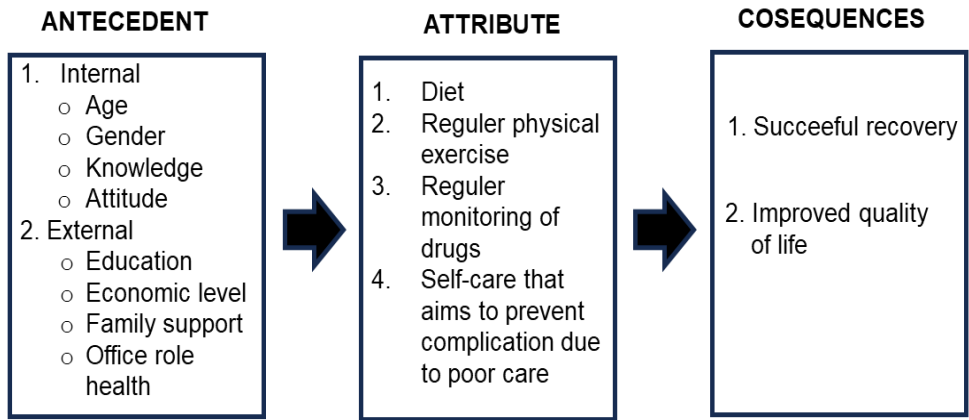 ANTECEDENT
1. Internal
o Age
o Gender
o Knowledge
o Attitude
2. External
o Education
o Economic level
o Family support
o Office role
health
ATTRIBUTE
1. Diet
2. Reguler physical
exercise
3. Reguler
monitoring of
drugs
4. Self-care that
aims to prevent
complication due
to poor care
COSEQUENCES
1. Succeeful recovery
2. Improved quality
of life